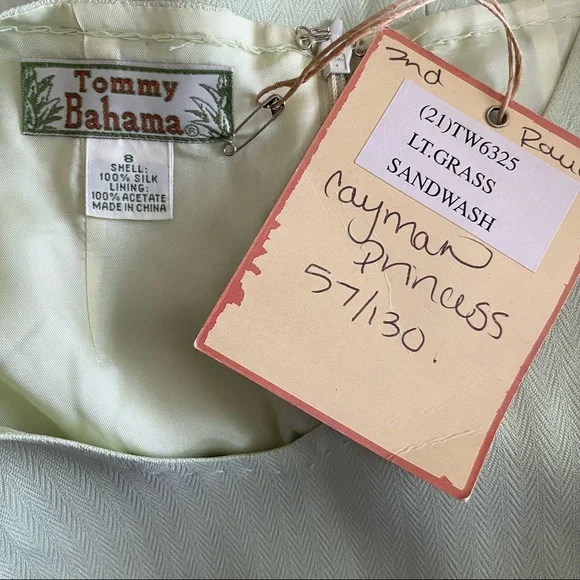 Tommy
Bahama®
8
SHELL:
100% SILK
LINING:
100% ACETATE
MADE IN CHINA
2nd
(21)TW6325
LT.GRASS
SANDWASH
Cayman
Princess
57/130.